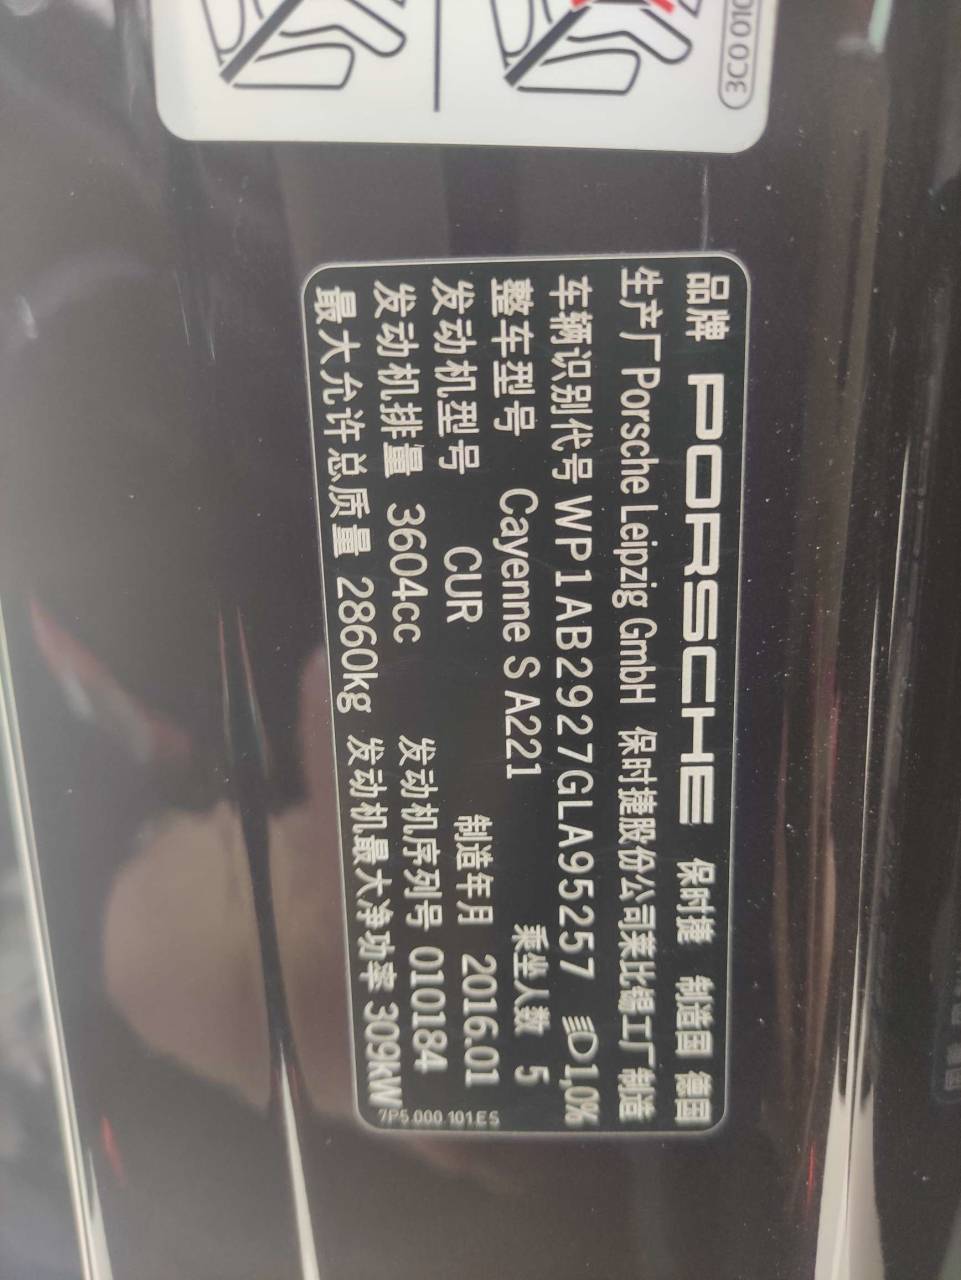 3C0 010
品牌 PORSCHE 保时捷 制造国 德国
生产厂 Porsche Leipzig GmbH 保时捷股份公司莱比锡工厂制造
车辆识别代号 WP1AB2927GLA95257 1,0%
整车型号 Cayenne S A221 乘坐人数 5
发动机型号 CUR 制造年月 2016.01
发动机排量 3604cc 发动机序列号 010184
最大允许总质量 2860kg 发动机最大净功率 309kW
7P5.000.101.ES